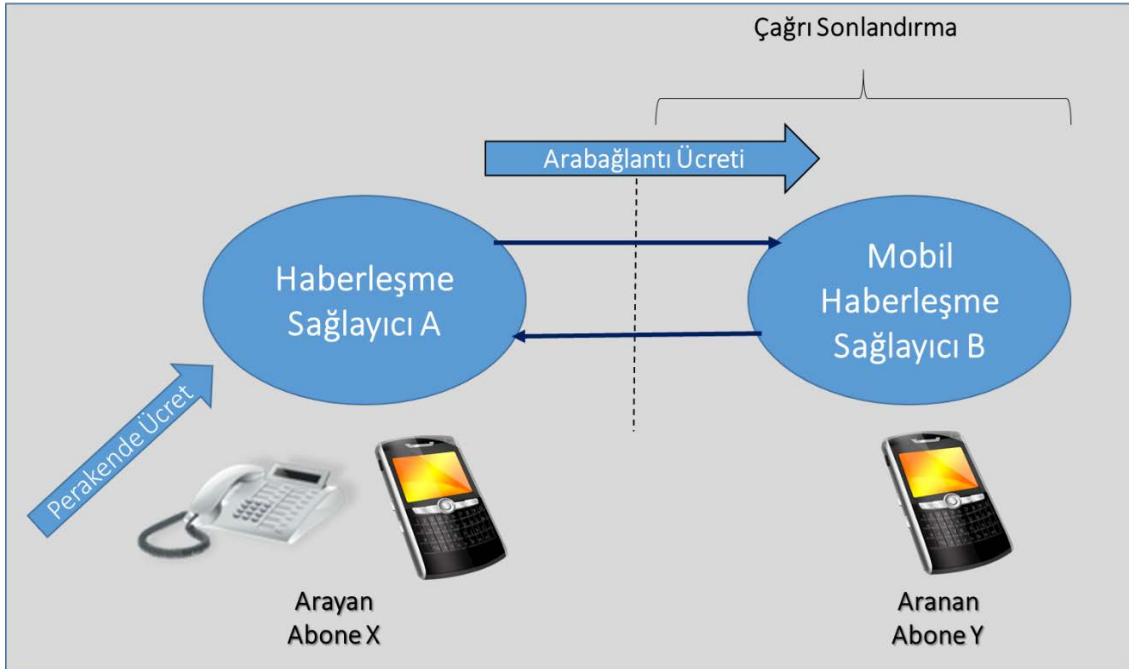 Çağrı Sonlandırma
Arabağlantı Ücreti
Haberleşme
Sağlayıcı A
Mobil
Haberleşme
Sağlayıcı B
Perakende Ücret
Arayan
Abone X
Aranan
Abone Y